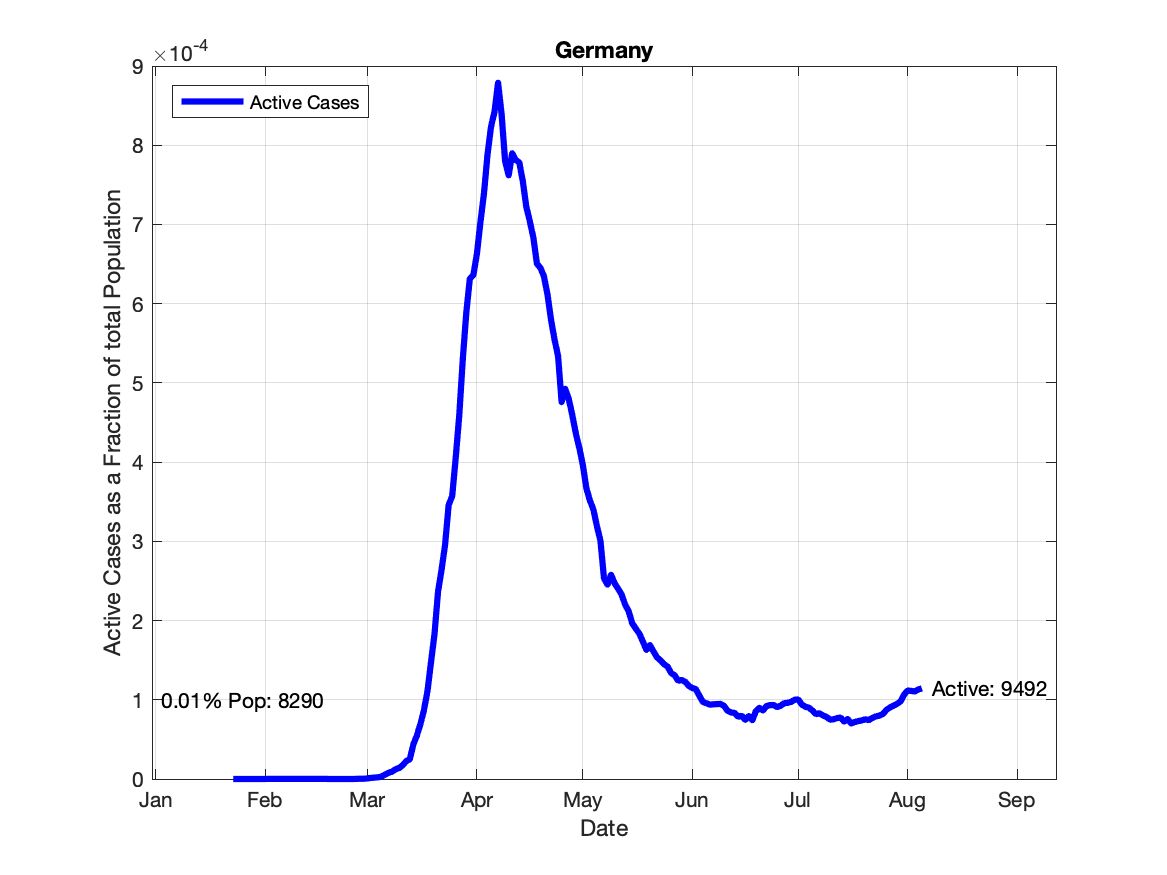 Germany
×10⁻⁴
Active Cases
9
8
7
6
5
4
3
2
1
0
Active Cases as a Fraction of total Population
0.01% Pop: 8290
Active: 9492
Jan Feb Mar Apr May Jun Jul Aug Sep
Date